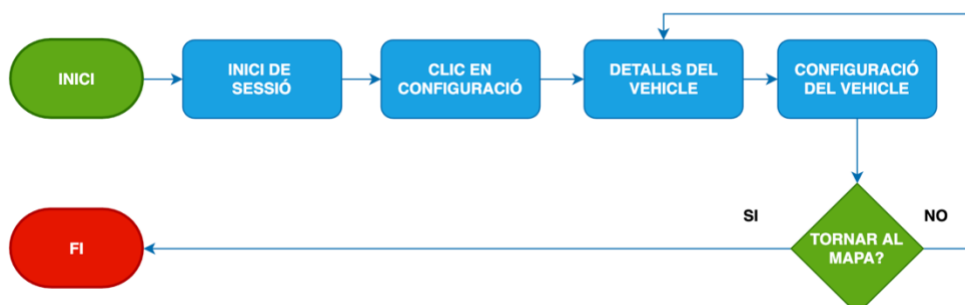 INICI
INICI DE
SESSIÓ
CLIC EN
CONFIGURACIÓ
DETALLS DEL
VEHICLE
CONFIGURACIÓ
DEL VEHICLE
SI
NO
TORNAR AL
MAPA?
FI